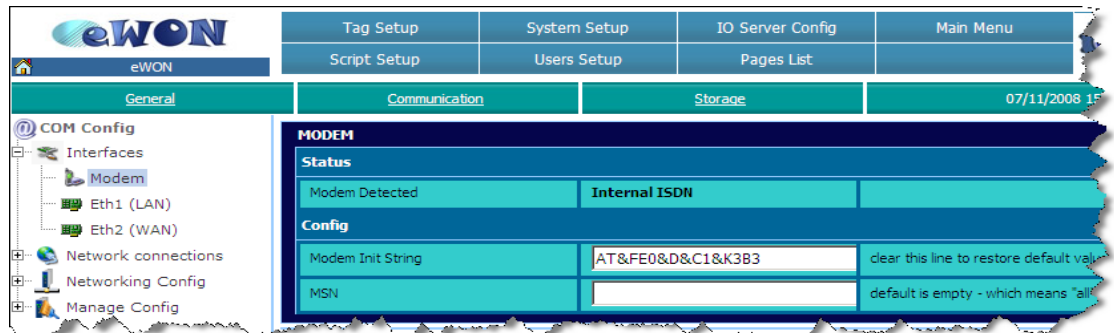 eWON
Tag Setup System Setup IO Server Config Main Menu
eWON
Script Setup Users Setup Pages List
General Communication Storage 07/11/2008 15
COM Config
Interfaces
Modem
Eth1 (LAN)
Eth2 (WAN)
Network connections
Networking Config
Manage Config
MODEM
Status
Modem Detected Internal ISDN
Config
Modem Init String AT&FE0&D&C1&K3B3 clear this line to restore default
MSN default is empty - which means "all